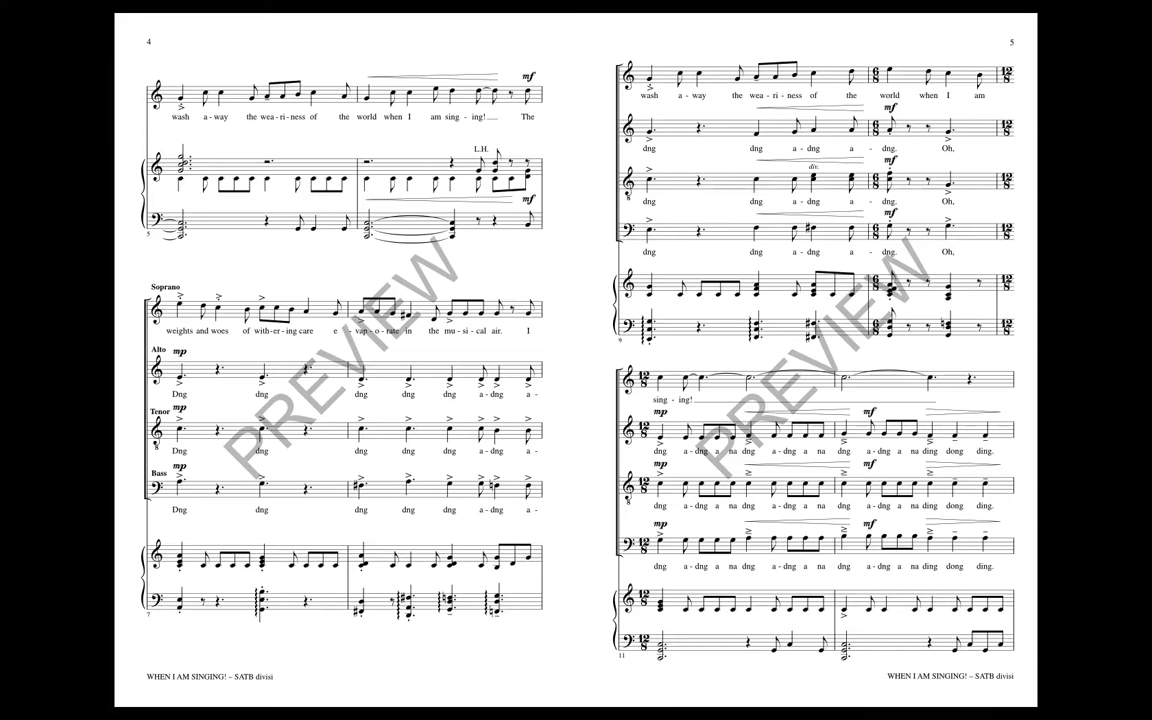 4
mf
wash a - way the wea - ri - ness of the world when I am sing - ing! The
L.H.
mf
5
Soprano
weights and woes of with - er - ing care e - vap - o - rate in the mu - si - cal air. I
Alto
mp
Dng dng dng dng dng a -
Tenor
mp
Dng dng dng dng a - dng a -
Bass
mp
Dng dng dng dng a - dng a -
7
WHEN I AM SINGING! – SATB divisi
PREVIEW
5
wash a - way the wea - ri - ness of the world when I am
mf
dng dng a - dng a - dng. Oh,
div.
mf
dng dng a - dng a - dng. Oh,
mf
dng dng a - dng a - dng. Oh,
9
sing - ing!
mp mf
dng a - dng a na dng a - dng a na dng a - dng a na ding dong ding.
mp mf
dng a - dng a na dng a - dng a na dng a - dng a na ding dong ding.
mp mf
dng a - dng a na dng a - dng a na dng a - dng a na ding dong ding.
11
WHEN I AM SINGING! – SATB divisi
PREVIEW